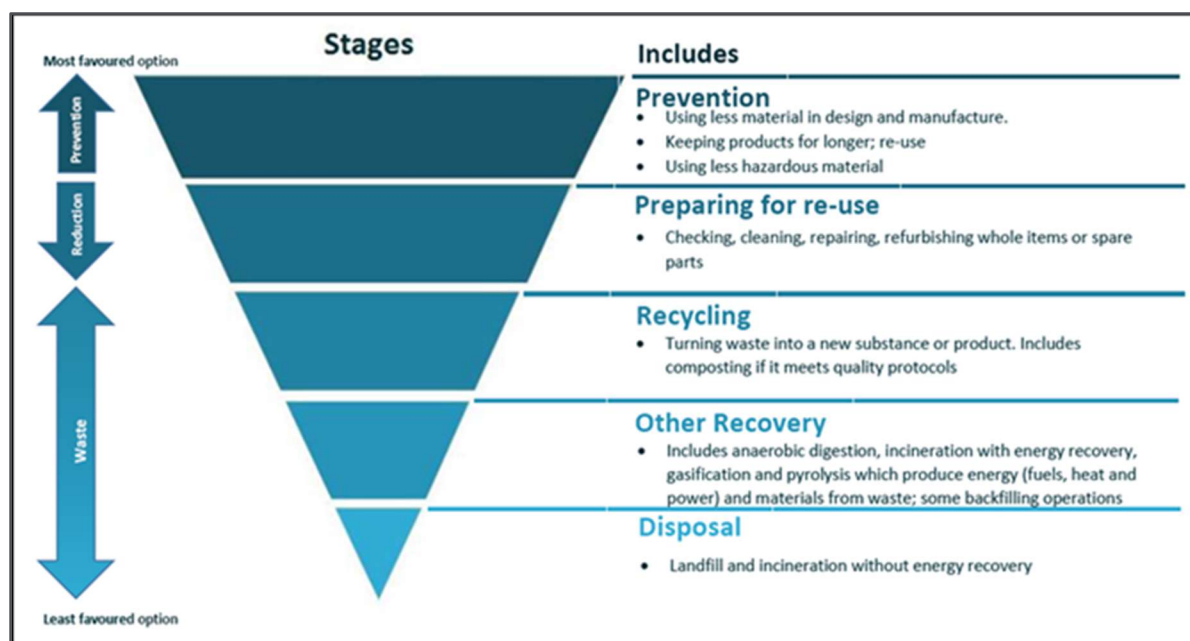 Stages
Includes
Most favoured option
Prevention
Reduction
Waste
Least favoured option
Prevention
• Using less material in design and manufacture.
• Keeping products for longer; re-use
• Using less hazardous material
Preparing for re-use
• Checking, cleaning, repairing, refurbishing whole items or spare
parts
Recycling
• Turning waste into a new substance or product. Includes
composting if it meets quality protocols
Other Recovery
• Includes anaerobic digestion, incineration with energy recovery,
gasification and pyrolysis which produce energy (fuels, heat and
power) and materials from waste; some backfilling operations
Disposal
• Landfill and incineration without energy recovery